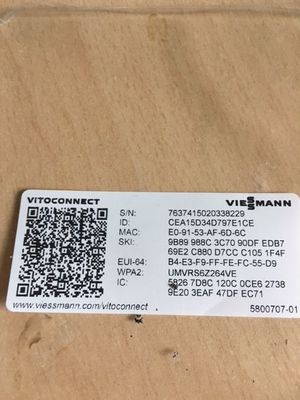 VITOCONNECT
VIESMANN
S/N: 7637415020338229
ID: CEA15D34D797E1CE
MAC: E0-91-53-AF-6D-6C
SKI: 9B89 988C 3C70 90DF EDB7
69E2 C880 D7CC C105 1F4F
EUI-64: B4-E3-F9-FF-FE-FC-55-D9
WPA2: UMVRS6Z264VE
IC: 5826 7D8C 120C 0CE6 2738
9E20 3EAF 47DF EC71
www.viessmann.com/vitoconnect
5800707-01